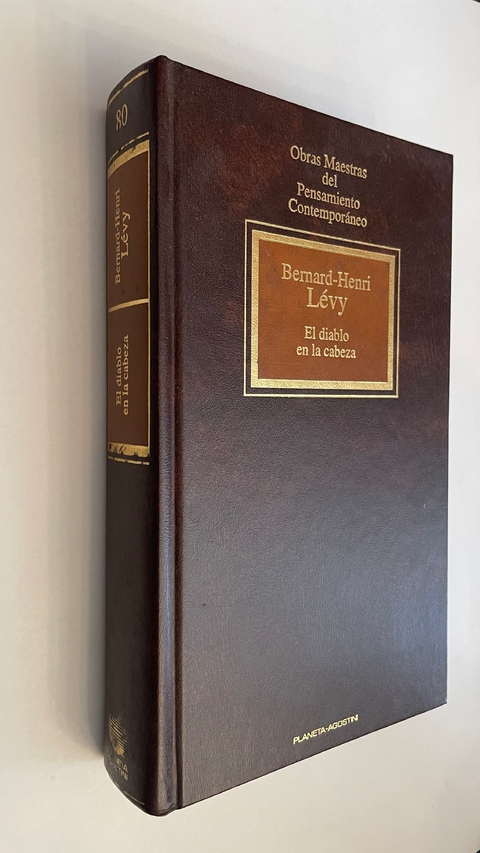 80
Bernard-Henri
Lévy
El diablo
en la cabeza
Obras Maestras
del
Pensamiento
Contemporáneo
Bernard-Henri
Lévy
El diablo
en la cabeza
PLANETA-AGOSTINI